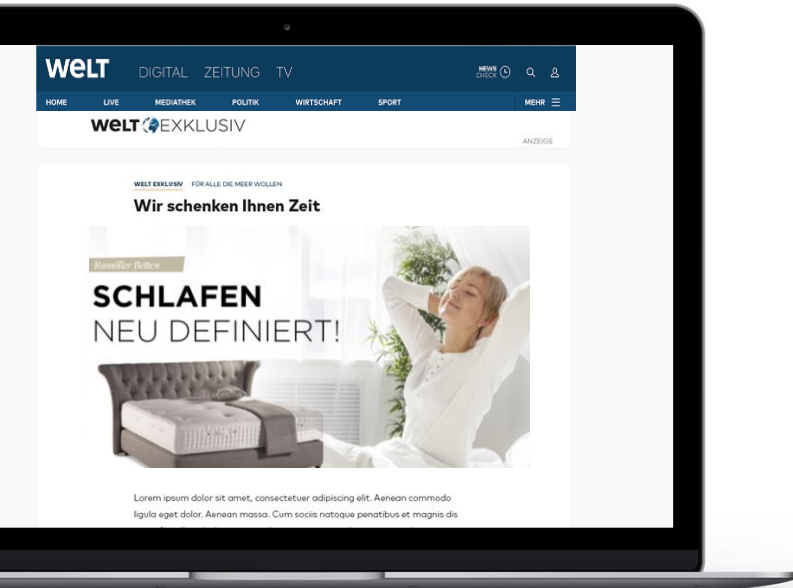 WELT DIGITAL ZEITUNG TV NEWS CHECK
HOME LIVE MEDIATHEK POLITIK WIRTSCHAFT SPORT MEHR
WELT EXKLUSIV
ANZEIGE
WELT EXKLUSIV FÜR ALLE DIE MEER WOLLEN
Wir schenken Ihnen Zeit
Rumöller Betten
SCHLAFEN
NEU DEFINIERT!
Lorem ipsum dolor sit amet, consectetuer adipiscing elit. Aenean commodo
ligula eget dolor. Aenean massa. Cum sociis natoque penatibus et magnis dis